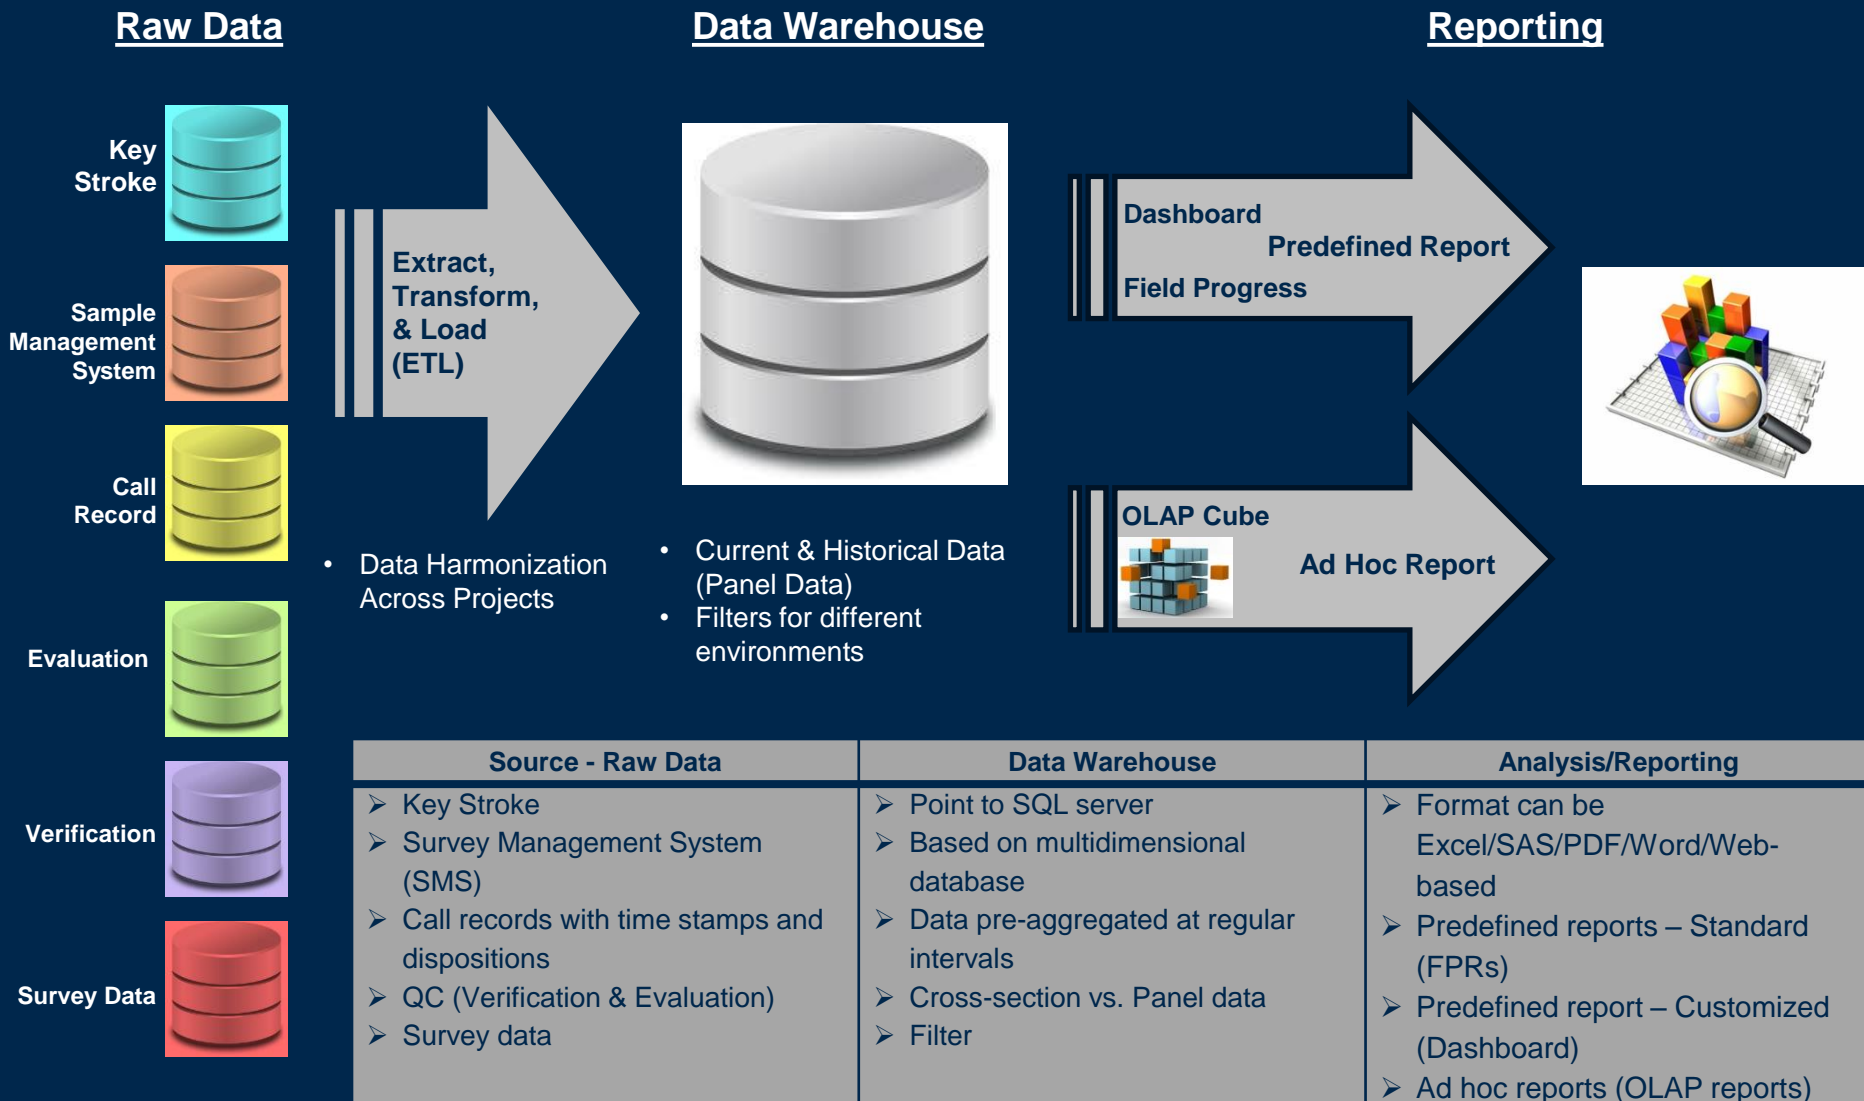 Raw Data
Data Warehouse
Reporting
Key
Stroke
Sample
Management
System
Call
Record
Evaluation
Verification
Survey Data
Extract,
Transform,
& Load
(ETL)
• Data Harmonization
Across Projects
• Current & Historical Data
(Panel Data)
• Filters for different
environments
Dashboard
Predefined Report
Field Progress
OLAP Cube
Ad Hoc Report
Source - Raw Data
➢ Key Stroke
➢ Survey Management System
(SMS)
➢ Call records with time stamps and
dispositions
➢ QC (Verification & Evaluation)
➢ Survey data
Data Warehouse
➢ Point to SQL server
➢ Based on multidimensional
database
➢ Data pre-aggregated at regular
intervals
➢ Cross-section vs. Panel data
➢ Filter
Analysis/Reporting
➢ Format can be
Excel/SAS/PDF/Word/Web-
based
➢ Predefined reports – Standard
(FPRs)
➢ Predefined report – Customized
(Dashboard)
➢ Ad hoc reports (OLAP reports)